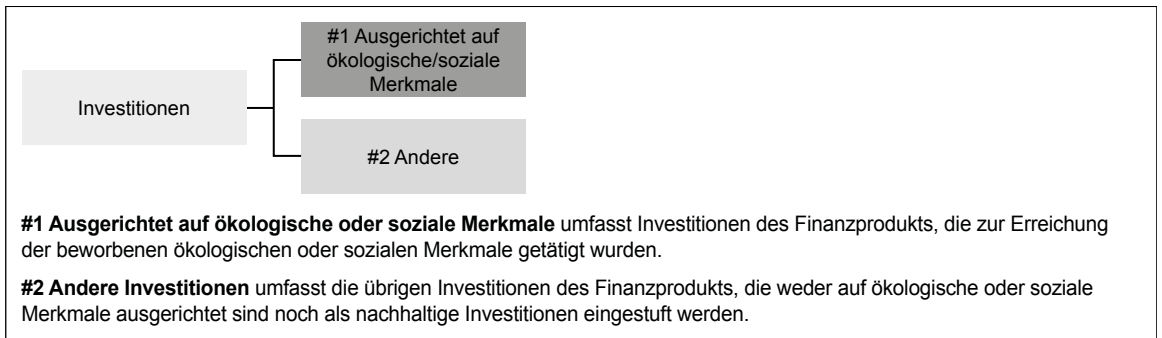 #1 Ausgerichtet auf
ökologische/soziale
Merkmale
Investitionen
#2 Andere
#1 Ausgerichtet auf ökologische oder soziale Merkmale umfasst Investitionen des Finanzprodukts, die zur Erreichung
der beworbenen ökologischen oder sozialen Merkmale getätigt wurden.
#2 Andere Investitionen umfasst die übrigen Investitionen des Finanzprodukts, die weder auf ökologische oder soziale
Merkmale ausgerichtet sind noch als nachhaltige Investitionen eingestuft werden.